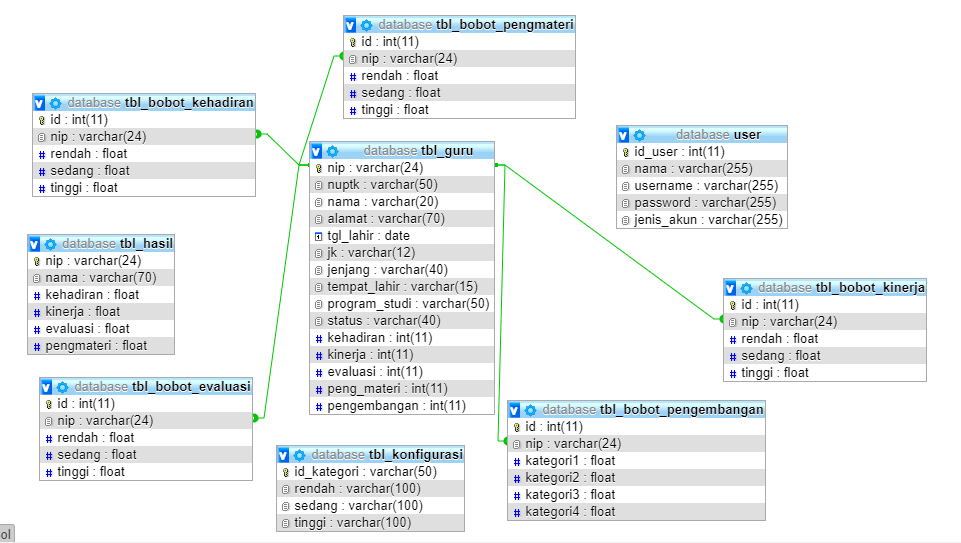 database tbl_bobot_pengmateri
id : int(11)
nip : varchar(24)
rendah : float
sedang : float
tinggi : float
database tbl_bobot_kehadiran
id : int(11)
nip : varchar(24)
rendah : float
sedang : float
tinggi : float
database tbl_guru
nip : varchar(24)
nuptk : varchar(50)
nama : varchar(20)
alamat : varchar(70)
tgl_lahir : date
jk : varchar(12)
jenjang : varchar(40)
tempat_lahir : varchar(15)
program_studi : varchar(50)
status : varchar(40)
kehadiran : int(11)
kinerja : int(11)
evaluasi : int(11)
peng_materi : int(11)
pengembangan : int(11)
database user
id_user : int(11)
nama : varchar(255)
username : varchar(255)
password : varchar(255)
jenis_akun : varchar(255)
database tbl_hasil
nip : varchar(24)
nama : varchar(70)
kehadiran : float
kinerja : float
evaluasi : float
pengmateri : float
database tbl_bobot_kinerja
id : int(11)
nip : varchar(24)
rendah : float
sedang : float
tinggi : float
database tbl_bobot_evaluasi
id : int(11)
nip : varchar(24)
rendah : float
sedang : float
tinggi : float
database tbl_konfigurasi
id_kategori : varchar(50)
rendah : varchar(100)
sedang : varchar(100)
tinggi : varchar(100)
database tbl_bobot_pengembangan
id : int(11)
nip : varchar(24)
kategori1 : float
kategori2 : float
kategori3 : float
kategori4 : float
ol